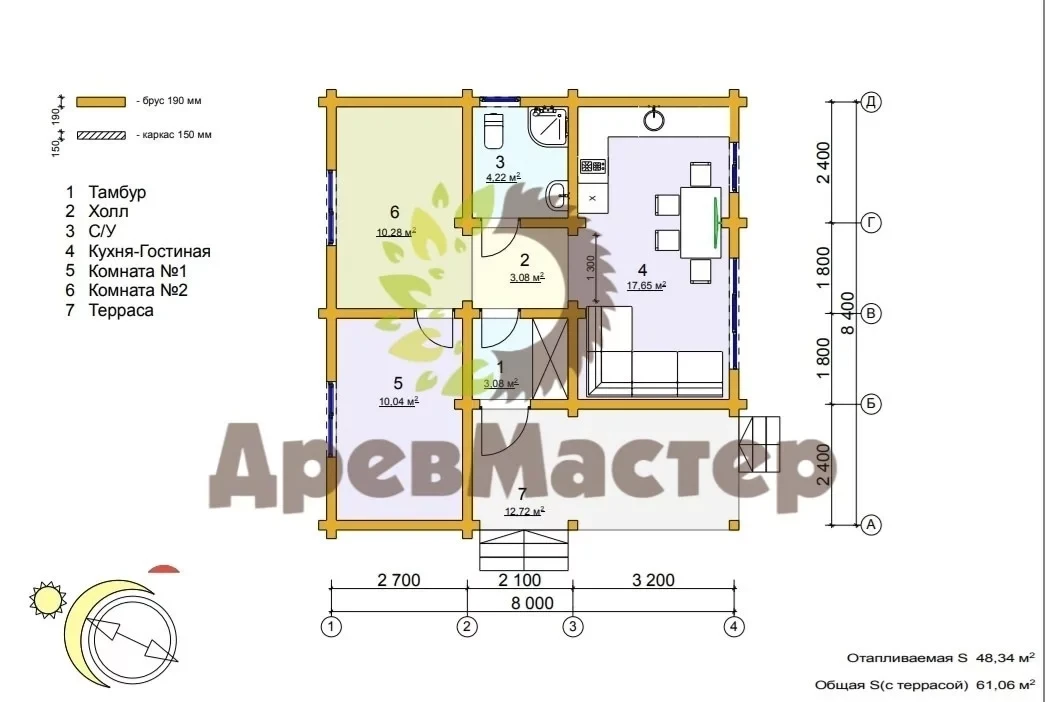 - брус 190 мм
190
- каркас 150 мм
150
1 Тамбур
2 Холл
3 С/У
4 Кухня-Гостиная
5 Комната №1
6 Комната №2
7 Терраса
3
4,22 м²
6
10.28 м²
2
3,08 м²
1 300
4
17,65 м²
1
3,08 м²
5
10,04 м²
7
12,72 м²
х
ДревМастер
Д
2 400
Г
1 800
8 400
В
1 800
Б
2 400
А
2 700 2 100 3 200
8 000
1 2 3 4
Отапливаемая S 48,34 м²
Общая S(с террасой) 61,06 м²